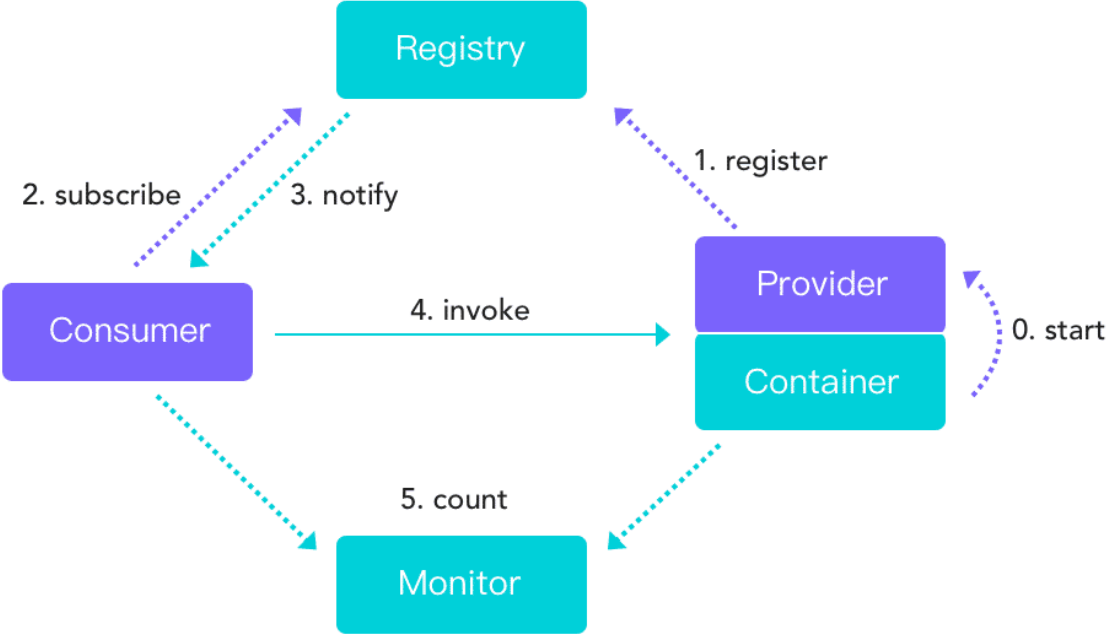 Registry
1. register
2. subscribe
3. notify
Provider
4. invoke
Consumer
0. start
Container
5. count
Monitor